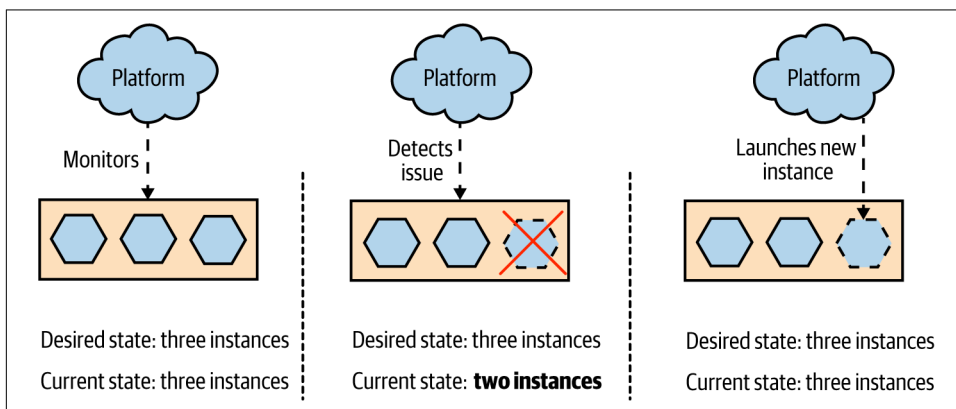 Platform
Monitors
Desired state: three instances
Current state: three instances
Platform
Detects
issue
Desired state: three instances
Current state: two instances
Platform
Launches new
instance
Desired state: three instances
Current state: three instances